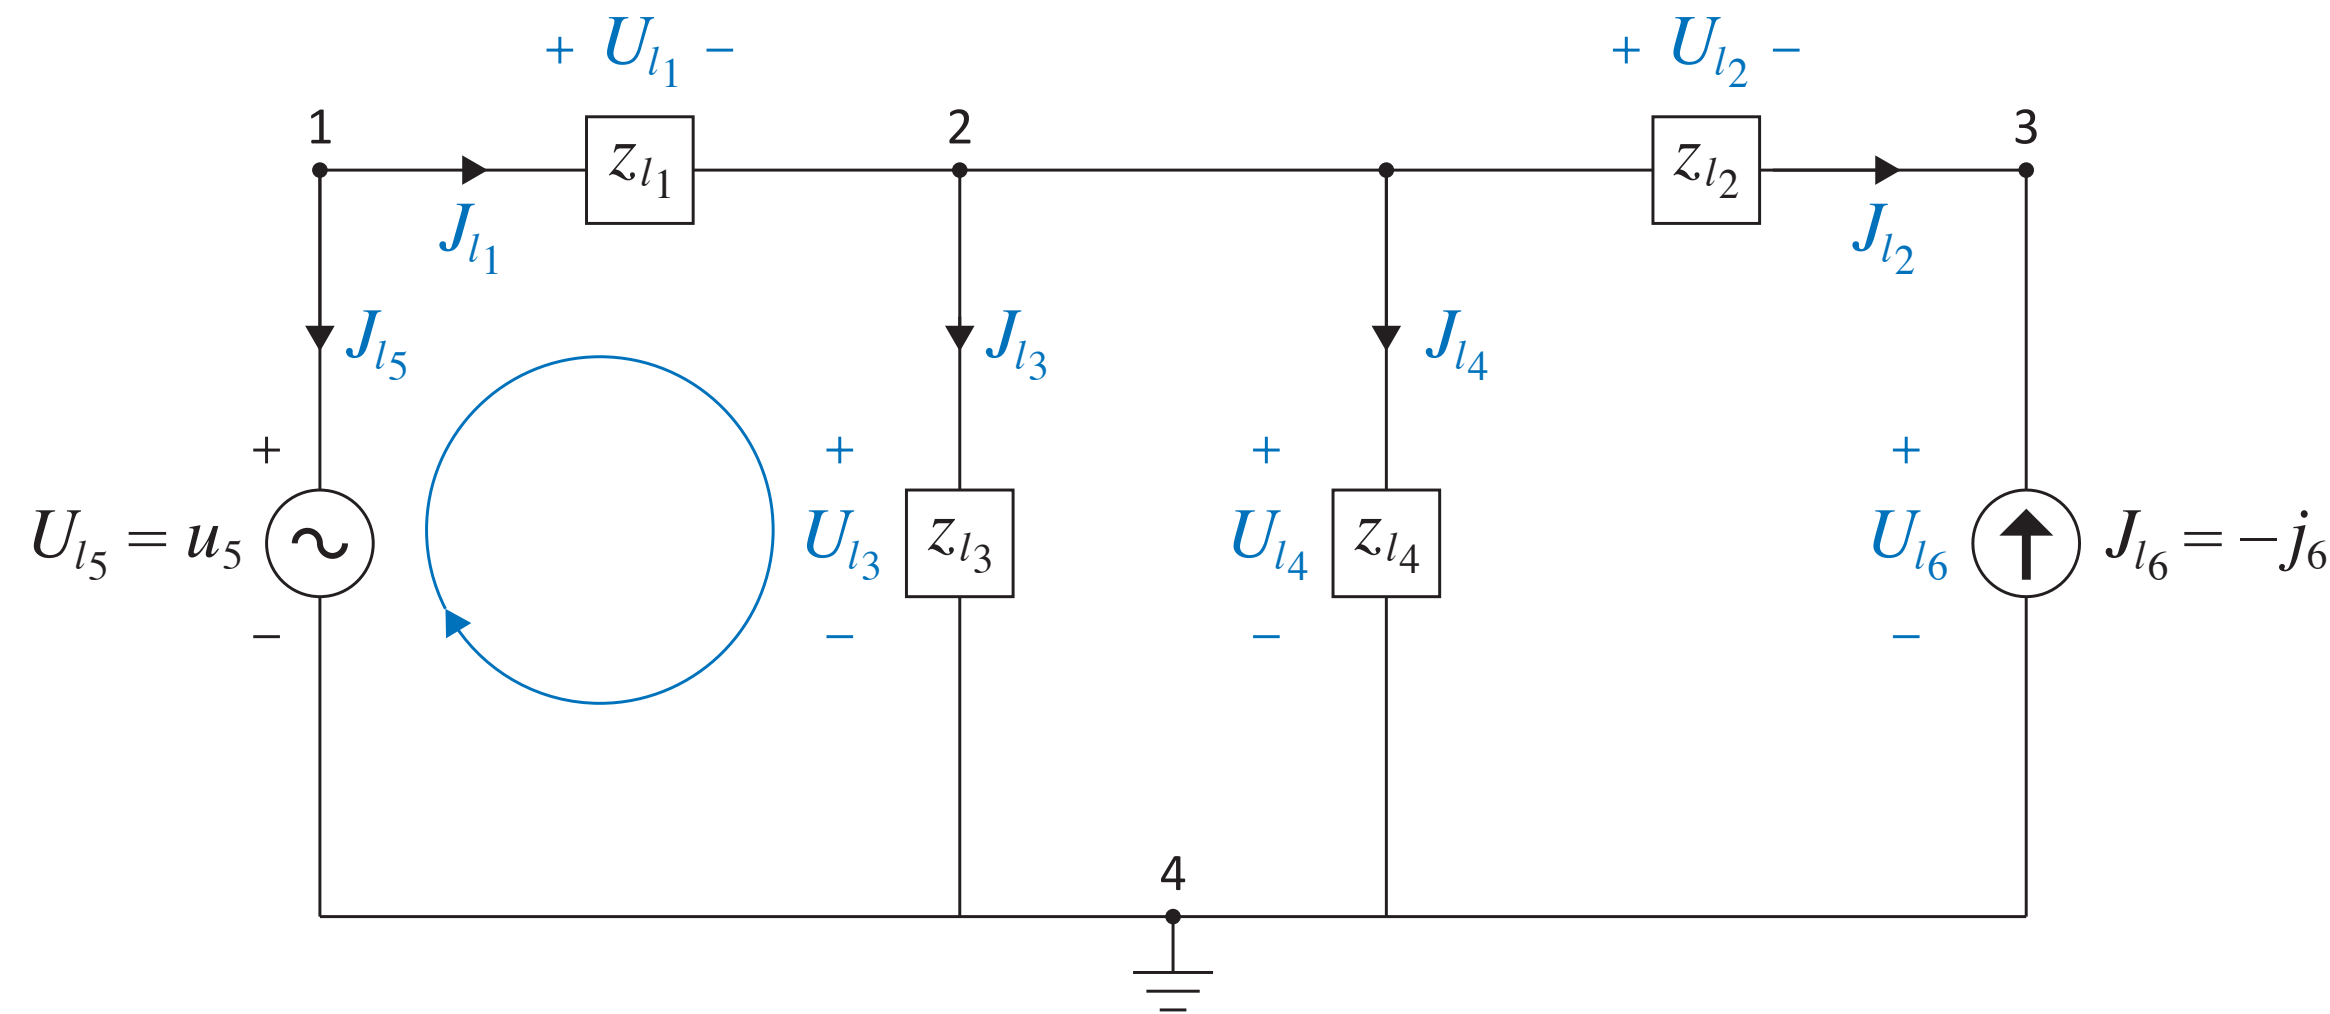 + U_{l_1} −
+ U_{l_2} −
1
2
3
z_{l_1}
z_{l_2}
J_{l_1}
J_{l_2}
J_{l_5}
J_{l_3}
J_{l_4}
+
+
+
+
U_{l_5} = u_5
U_{l_3}
z_{l_3}
U_{l_4}
z_{l_4}
U_{l_6}
J_{l_6} = −j_6
−
−
−
−
4